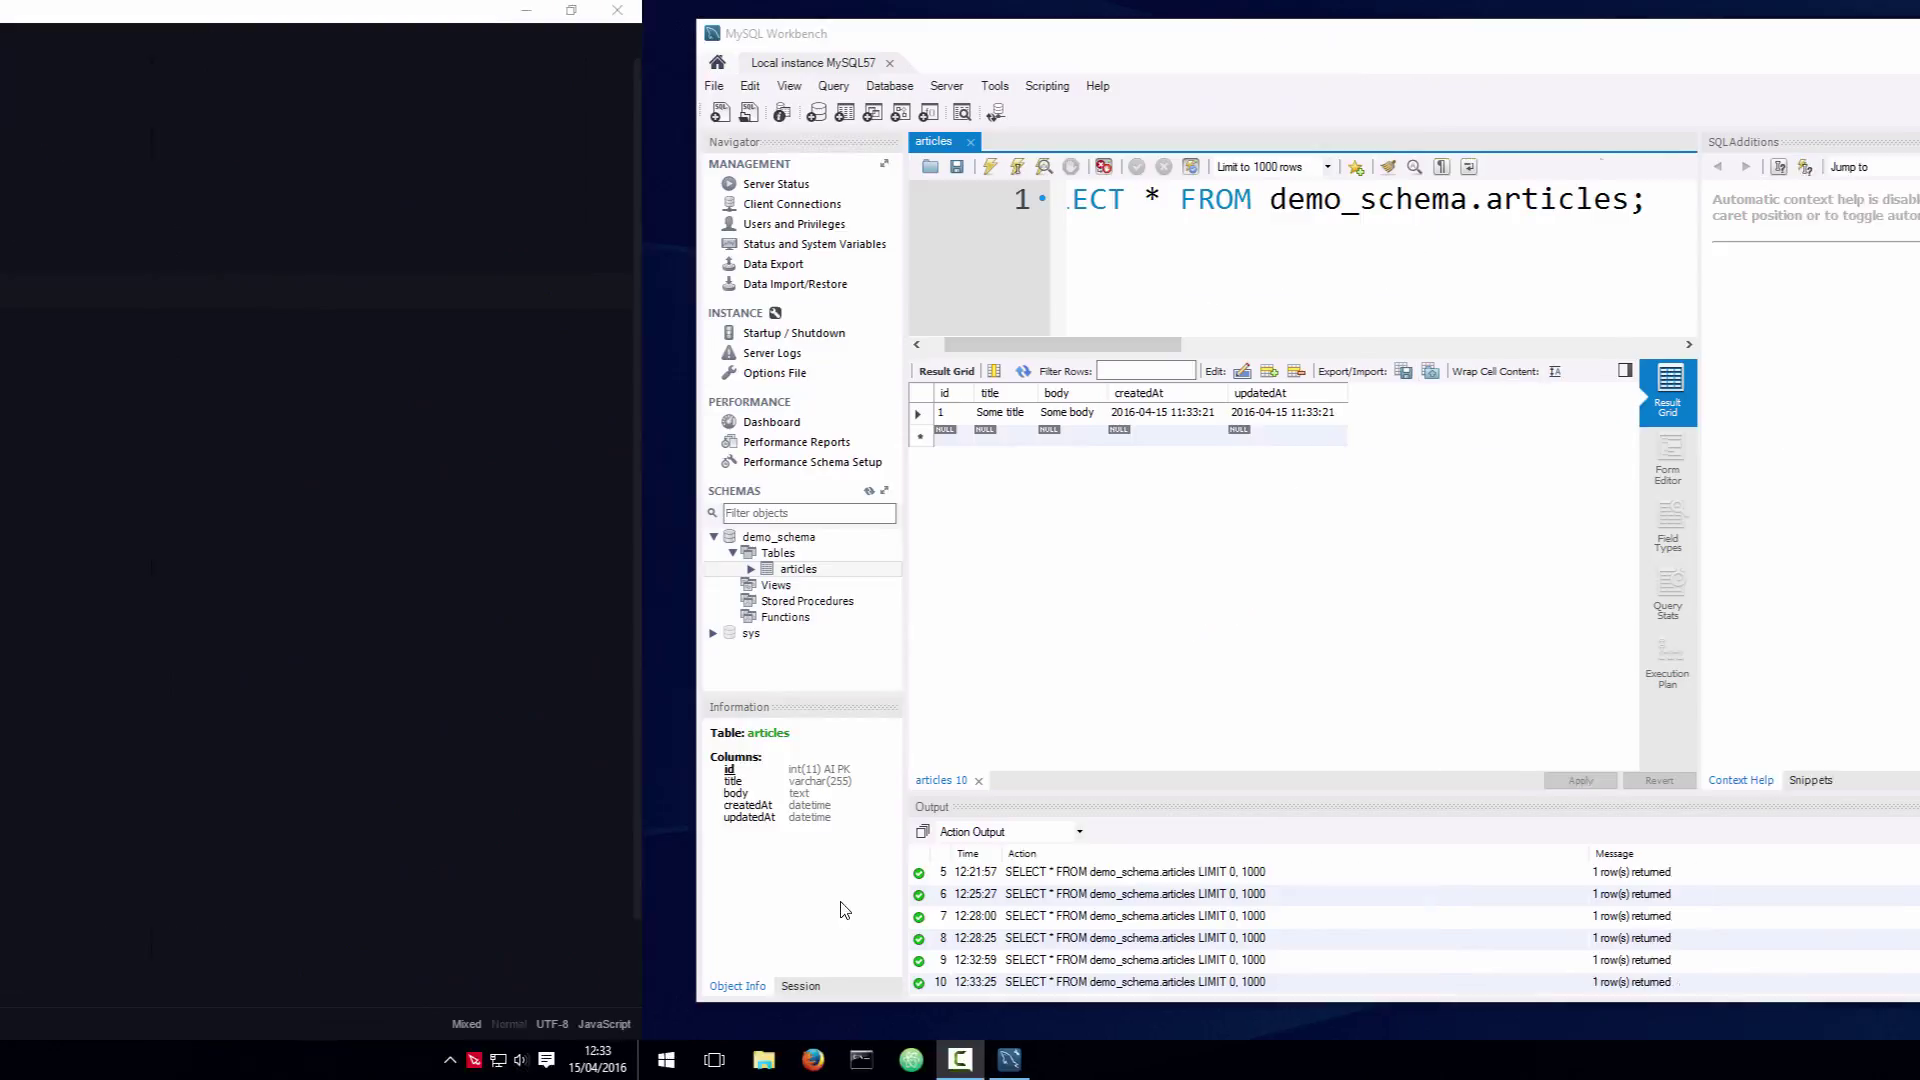 MySQL Workbench
Local instance MySQL57
File Edit View Query Database Server Tools Scripting Help
Navigator
MANAGEMENT
Server Status
Client Connections
Users and Privileges
Status and System Variables
Data Export
Data Import/Restore
INSTANCE
Startup / Shutdown
Server Logs
Options File
PERFORMANCE
Dashboard
Performance Reports
Performance Schema Setup
SCHEMAS
Filter objects
demo_schema
Tables
articles
Views
Stored Procedures
Functions
sys
Information
Table: articles
Columns:
id int(11) AI PK
title varchar(255)
body text
createdAt datetime
updatedAt datetime
Object Info Session
articles
Limit to 1000 rows
1 ECT * FROM demo_schema.articles;
Result Grid Filter Rows: Edit: Export/Import: Wrap Cell Content:
id title body createdAt updatedAt
1 Some title Some body 2016-04-15 11:33:21 2016-04-15 11:33:21
NULL NULL NULL NULL NULL
Result
Grid
Form
Editor
Field
Types
Query
Stats
Execution
Plan
articles 10
Apply Revert
SQLAdditions
Jump to
Automatic context help is disab
caret position or to toggle auto
Context Help Snippets
Output
Action Output
Time Action Message
5 12:21:57 SELECT * FROM demo_schema.articles LIMIT 0, 1000 1 row(s) returned
6 12:25:27 SELECT * FROM demo_schema.articles LIMIT 0, 1000 1 row(s) returned
7 12:28:00 SELECT * FROM demo_schema.articles LIMIT 0, 1000 1 row(s) returned
8 12:28:25 SELECT * FROM demo_schema.articles LIMIT 0, 1000 1 row(s) returned
9 12:32:59 SELECT * FROM demo_schema.articles LIMIT 0, 1000 1 row(s) returned
10 12:33:25 SELECT * FROM demo_schema.articles LIMIT 0, 1000 1 row(s) returned
Mixed Normal UTF-8 JavaScript
12:33
15/04/2016